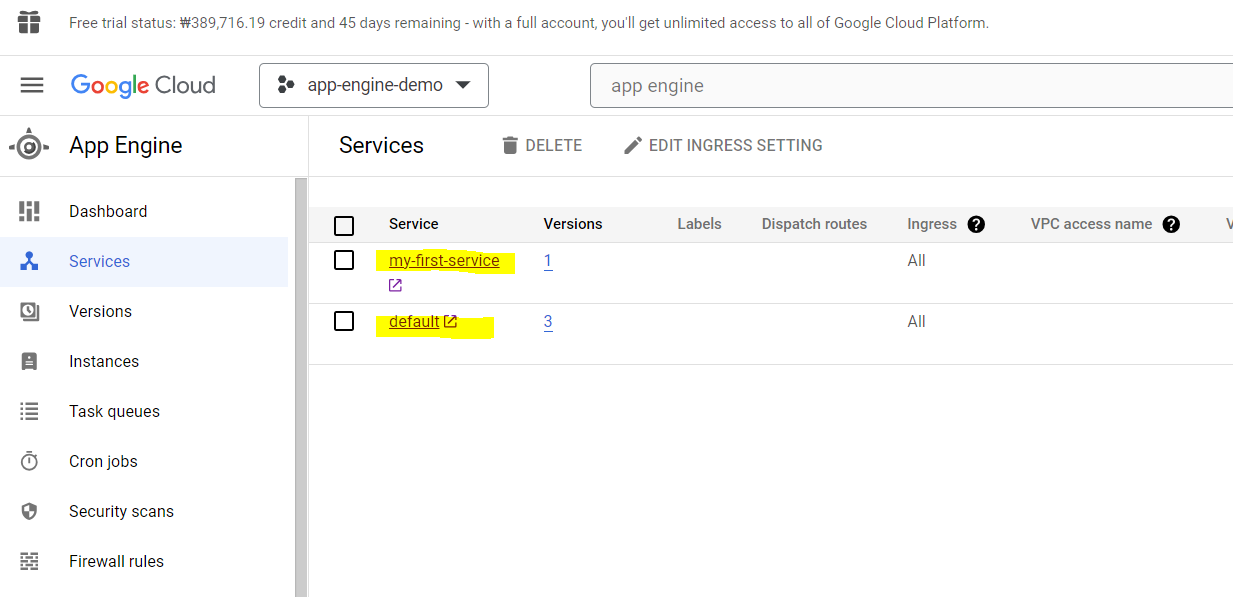 Free trial status: ₩389,716.19 credit and 45 days remaining - with a full account, you'll get unlimited access to all of Google Cloud Platform.
Google Cloud app-engine-demo app engine
App Engine Services DELETE EDIT INGRESS SETTING
Dashboard
Services
Versions
Instances
Task queues
Cron jobs
Security scans
Firewall rules
Service Versions Labels Dispatch routes Ingress ? VPC access name ? V
my-first-service 1 All
default 3 All